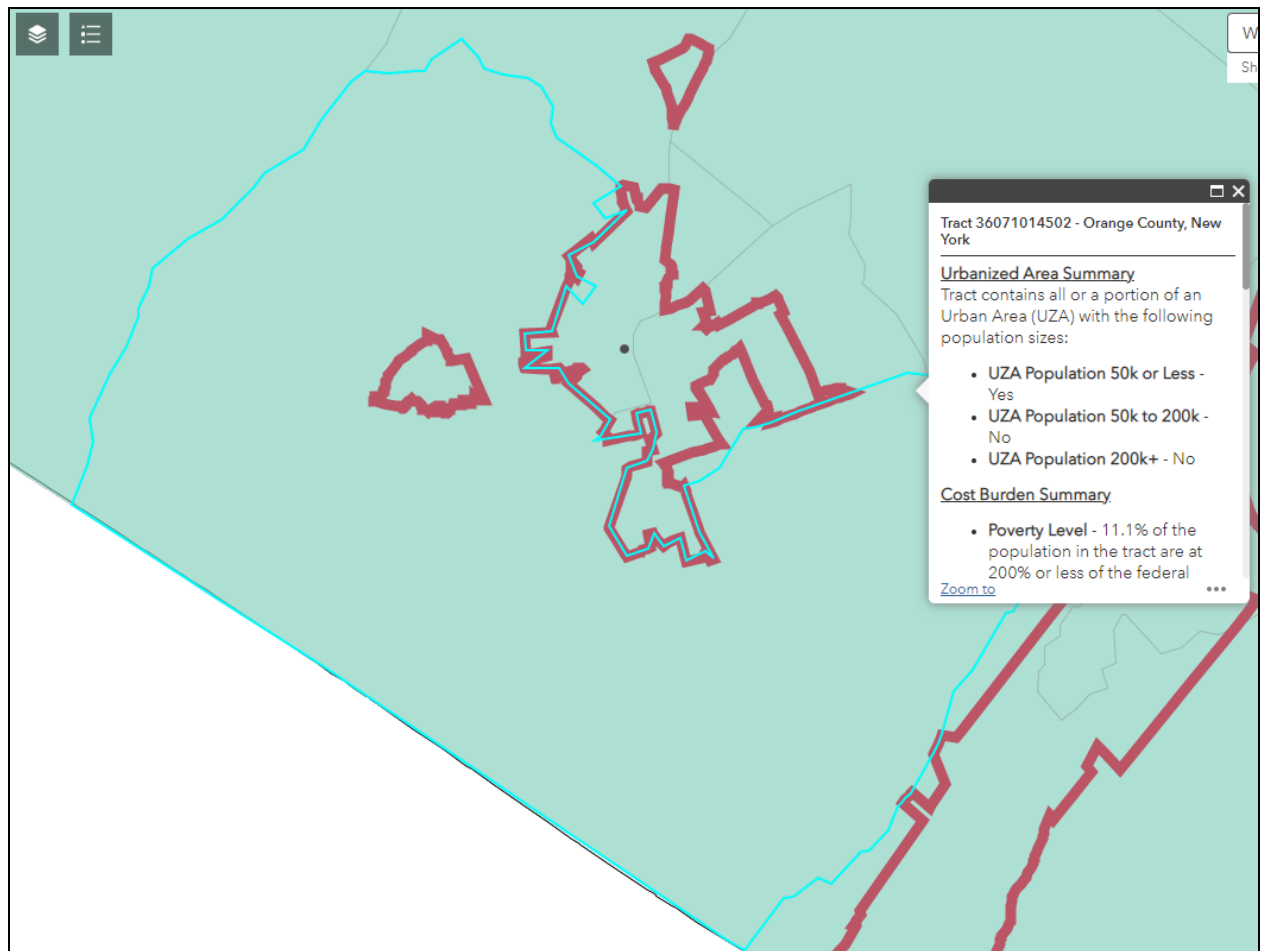 W
Sh
Tract 36071014502 - Orange County, New
York
Urbanized Area Summary
Tract contains all or a portion of an
Urban Area (UZA) with the following
population sizes:
• UZA Population 50k or Less -
Yes
• UZA Population 50k to 200k -
No
• UZA Population 200k+ - No
Cost Burden Summary
• Poverty Level - 11.1% of the
population in the tract are at
200% or less of the federal
Zoom to